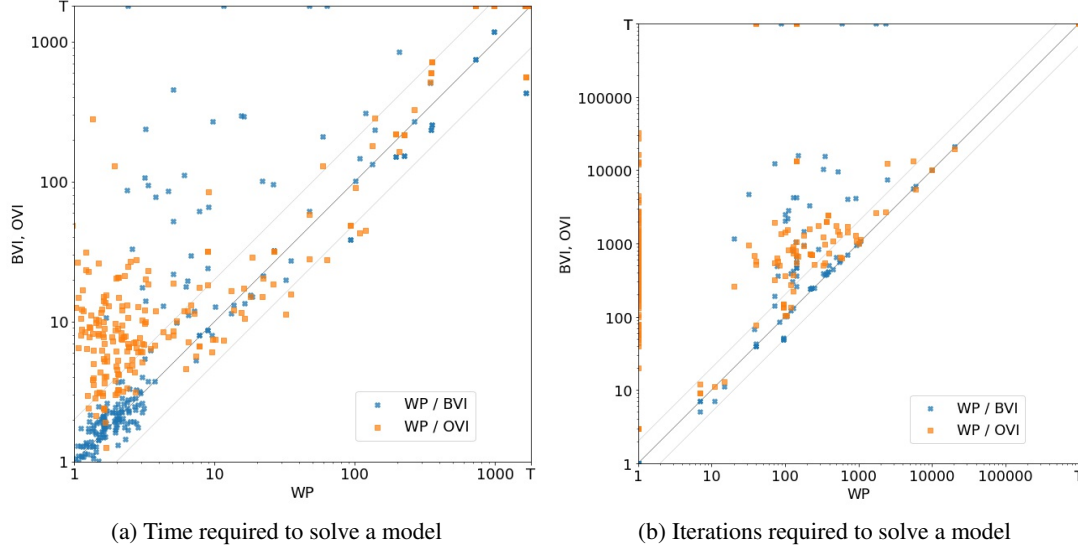 T
1000
100
10
1
BVI, OVI
1
10
100
1000
T
WP
WP / BVI
WP / OVI
(a) Time required to solve a model
T
100000
10000
1000
100
10
1
BVI, OVI
1
10
100
1000
10000
100000
T
WP
WP / BVI
WP / OVI
(b) Iterations required to solve a model